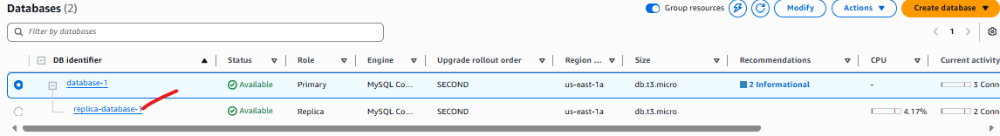 Databases (2)
Group resources
Modify
Actions
Create database
Filter by databases
1
DB identifier Status Role Engine Upgrade rollout order Region ... Size Recommendations CPU Current activity
database-1 Available Primary MySQL Co... SECOND us-east-1a db.t3.micro 2 Informational - 3 Conn
replica-database-1 Available Replica MySQL Co... SECOND us-east-1a db.t3.micro 4.17% 2 Conn